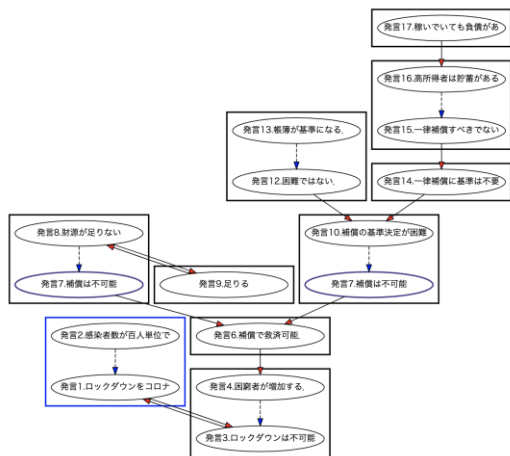 発言17.稼いでいても負債があ
発言16.高所得者は貯蓄がある
発言15.一律補償すべきでない
発言14.一律補償に基準は不要
発言13.帳簿が基準になる.
発言12.困難ではない.
発言10.補償の基準決定が困難
発言7.補償は不可能
発言8.財源が足りない
発言7.補償は不可能
発言9.足りる
発言6.補償で救済可能.
発言2.感染者数が百人単位で
発言1.ロックダウンをコロナ
発言4.困窮者が増加する.
発言3.ロックダウンは不可能